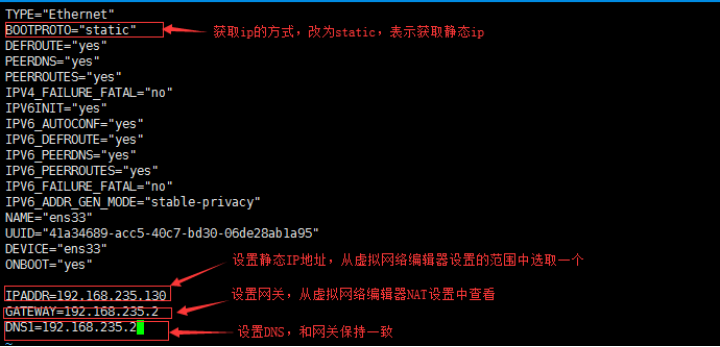 TYPE="Ethernet"
BOOTPROTO="static"
获取ip的方式，改为static，表示获取静态ip
DEFROUTE="yes"
PEERDNS="yes"
PEERROUTES="yes"
IPV4_FAILURE_FATAL="no"
IPV6INIT="yes"
IPV6_AUTOCONF="yes"
IPV6_DEFROUTE="yes"
IPV6_PEERDNS="yes"
IPV6_PEERROUTES="yes"
IPV6_FAILURE_FATAL="no"
IPV6_ADDR_GEN_MODE="stable-privacy"
NAME="ens33"
UUID="41a34689-acc5-40c7-bd30-06de28ab1a95"
DEVICE="ens33"
ONBOOT="yes"
设置静态IP地址，从虚拟网络编辑器设置的范围中选取一个
IPADDR=192.168.235.130
设置网关，从虚拟网络编辑器NAT设置中查看
GATEWAY=192.168.235.2
DNS1=192.168.235.2
设置DNS，和网关保持一致
~